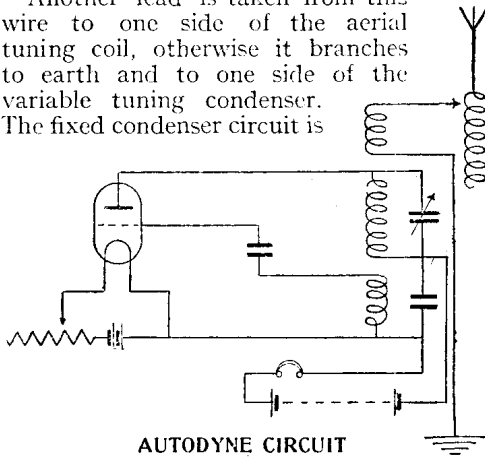 Another lead is taken from this
wire to one side of the aerial
tuning coil, otherwise it branches
to earth and to one side of the
variable tuning condenser.
The fixed condenser circuit is
AUTODYNE CIRCUIT